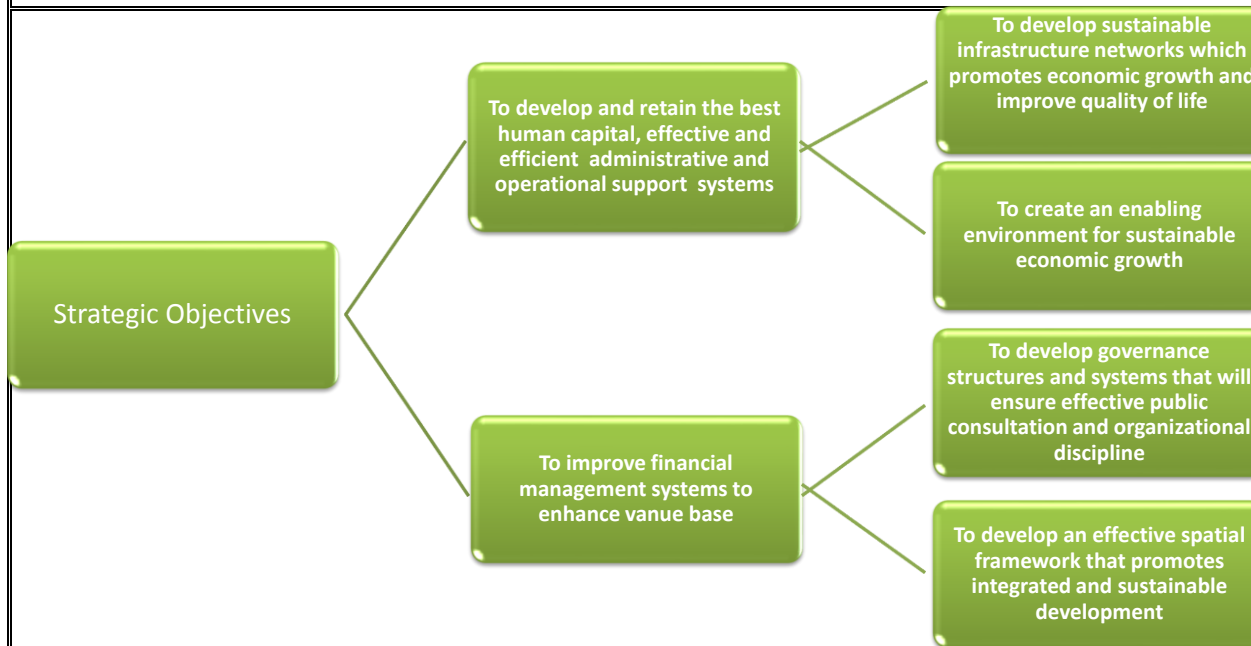 Strategic Objectives
To develop and retain the best
human capital, effective and
efficient administrative and
operational support systems
To develop sustainable
infrastructure networks which
promotes economic growth and
improve quality of life
To create an enabling
environment for sustainable
economic growth
To improve financial
management systems to
enhance vanue base
To develop governance
structures and systems that will
ensure effective public
consultation and organizational
discipline
To develop an effective spatial
framework that promotes
integrated and sustainable
development